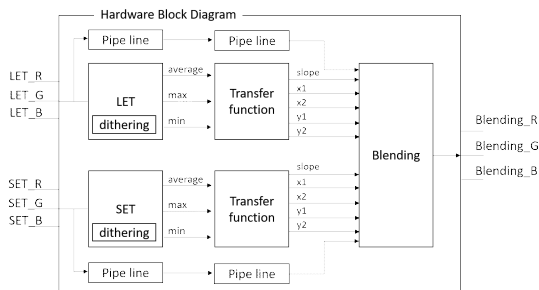 Hardware Block Diagram
Pipe line
Pipe line
LET_R
LET_G
LET_B
LET
dithering
average
max
min
Transfer
function
slope
x1
x2
y1
y2
Blending
Blending_R
Blending_G
Blending_B
SET_R
SET_G
SET_B
SET
dithering
average
max
min
Transfer
function
slope
x1
x2
y1
y2
Pipe line
Pipe line